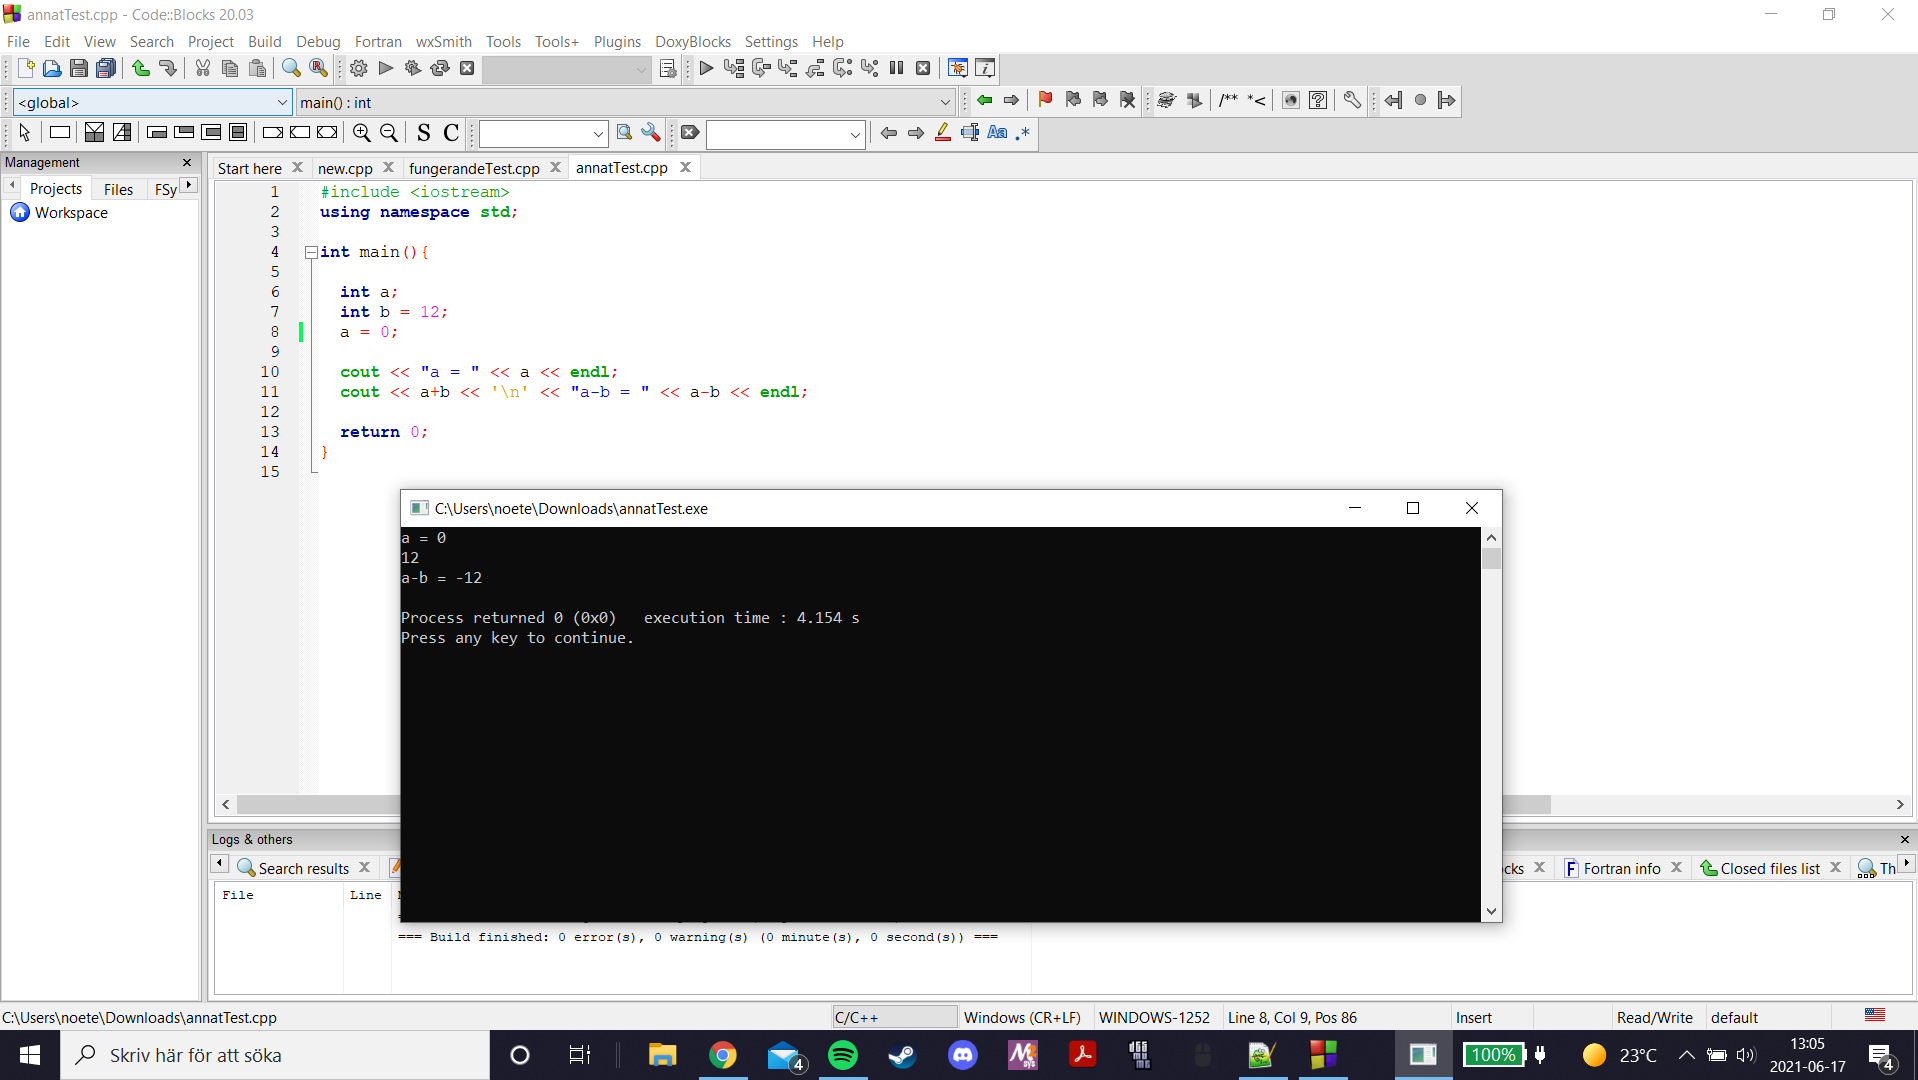 annatTest.cpp - Code::Blocks 20.03
File Edit View Search Project Build Debug Fortran wxSmith Tools Tools+ Plugins DoxyBlocks Settings Help
<global> main() : int
/** *<
S C Aa .*
Management
Projects Files FSy
Workspace
Start here new.cpp fungerandeTest.cpp annatTest.cpp
1 #include <iostream>
2 using namespace std;
3
4 int main(){
5
6 int a;
7 int b = 12;
8 a = 0;
9
10 cout << "a = " << a << endl;
11 cout << a+b << '\n' << "a-b = " << a-b << endl;
12
13 return 0;
14 }
15
C:\Users\noete\Downloads\annatTest.exe
a = 0
12
a-b = -12
Process returned 0 (0x0) execution time : 4.154 s
Press any key to continue.
Logs & others
Search results cks Fortran info Closed files list Th
File Line
=== Build finished: 0 error(s), 0 warning(s) (0 minute(s), 0 second(s)) ===
C:\Users\noete\Downloads\annatTest.cpp C/C++ Windows (CR+LF) WINDOWS-1252 Line 8, Col 9, Pos 86 Insert Read/Write default
Skriv här för att söka 4 100% 23°C 13:05
2021-06-17 4